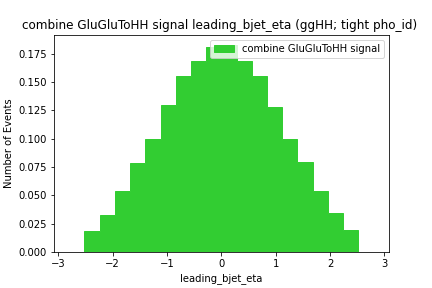 combine GluGluToHH signal leading_bjet_eta (ggHH; tight pho_id)
combine GluGluToHH signal
Number of Events
0.175
0.150
0.125
0.100
0.075
0.050
0.025
0.000
−3 −2 −1 0 1 2 3
leading_bjet_eta